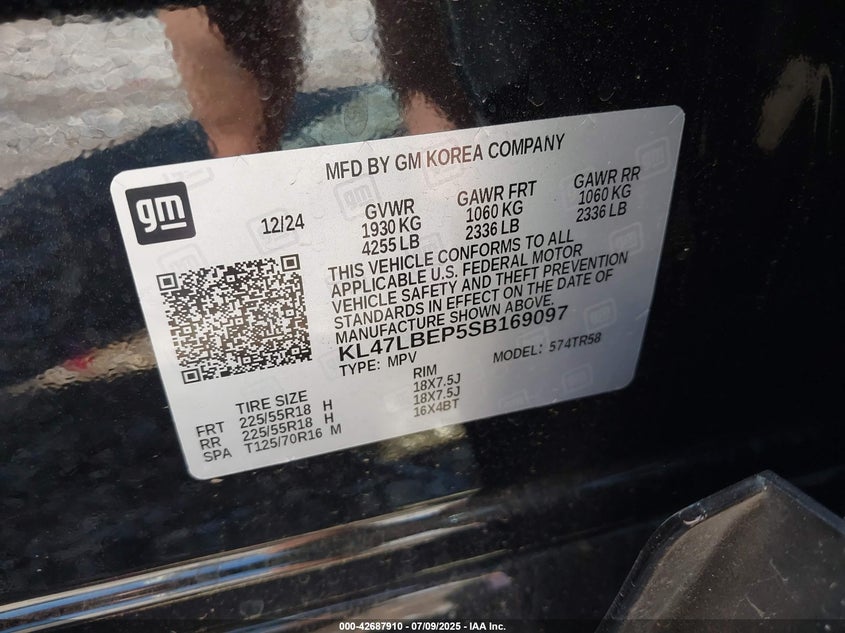 MFD BY GM KOREA COMPANY
gm
12/24
GVWR
1930 KG
4255 LB
GAWR FRT
1060 KG
2336 LB
GAWR RR
1060 KG
2336 LB
THIS VEHICLE CONFORMS TO ALL
APPLICABLE U.S. FEDERAL MOTOR
VEHICLE SAFETY AND THEFT PREVENTION
STANDARDS IN EFFECT ON THE DATE OF
MANUFACTURE SHOWN ABOVE.
KL47LBEP5SB169097
TYPE: MPV
MODEL: 574TR58
TIRE SIZE
RIM
FRT 225/55R18 H 18X7.5J
RR 225/55R18 H 18X7.5J
SPA T125/70R16 M 16X4BT
000-42687910 - 07/09/2025 - IAA Inc.